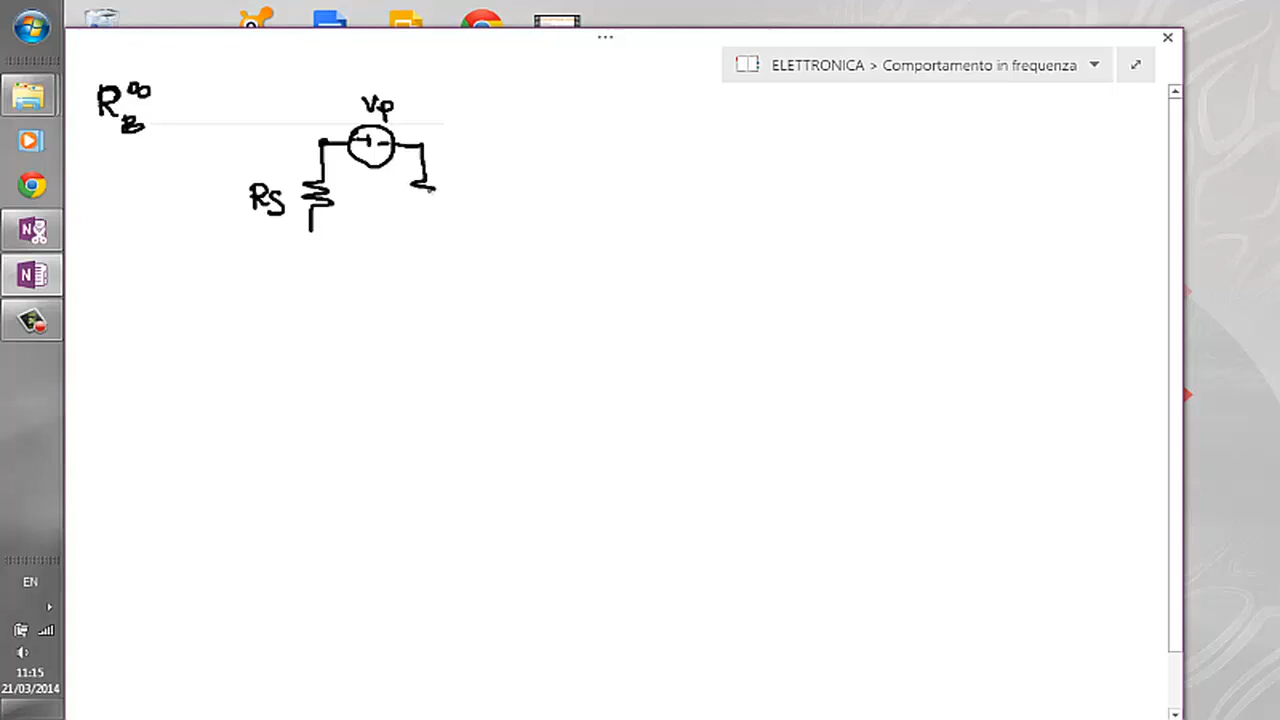 ELETTRONICA > Comportamento in frequenza
R∞B
Vp
RS
EN
11:15
21/03/2014